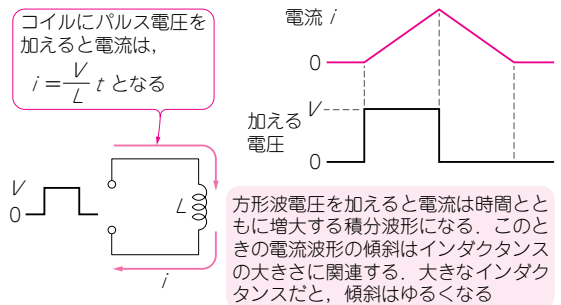 コイルにパルス電圧を
加えると電流は，
i = V/L t となる
電流 i
0
V
加える
電圧
0
V
0
L
i
方形波電圧を加えると電流は時間とと
もに増大する積分波形になる．このと
きの電流波形の傾斜はインダクタンス
の大きさに関連する．大きなインダク
タンスだと，傾斜はゆるくなる